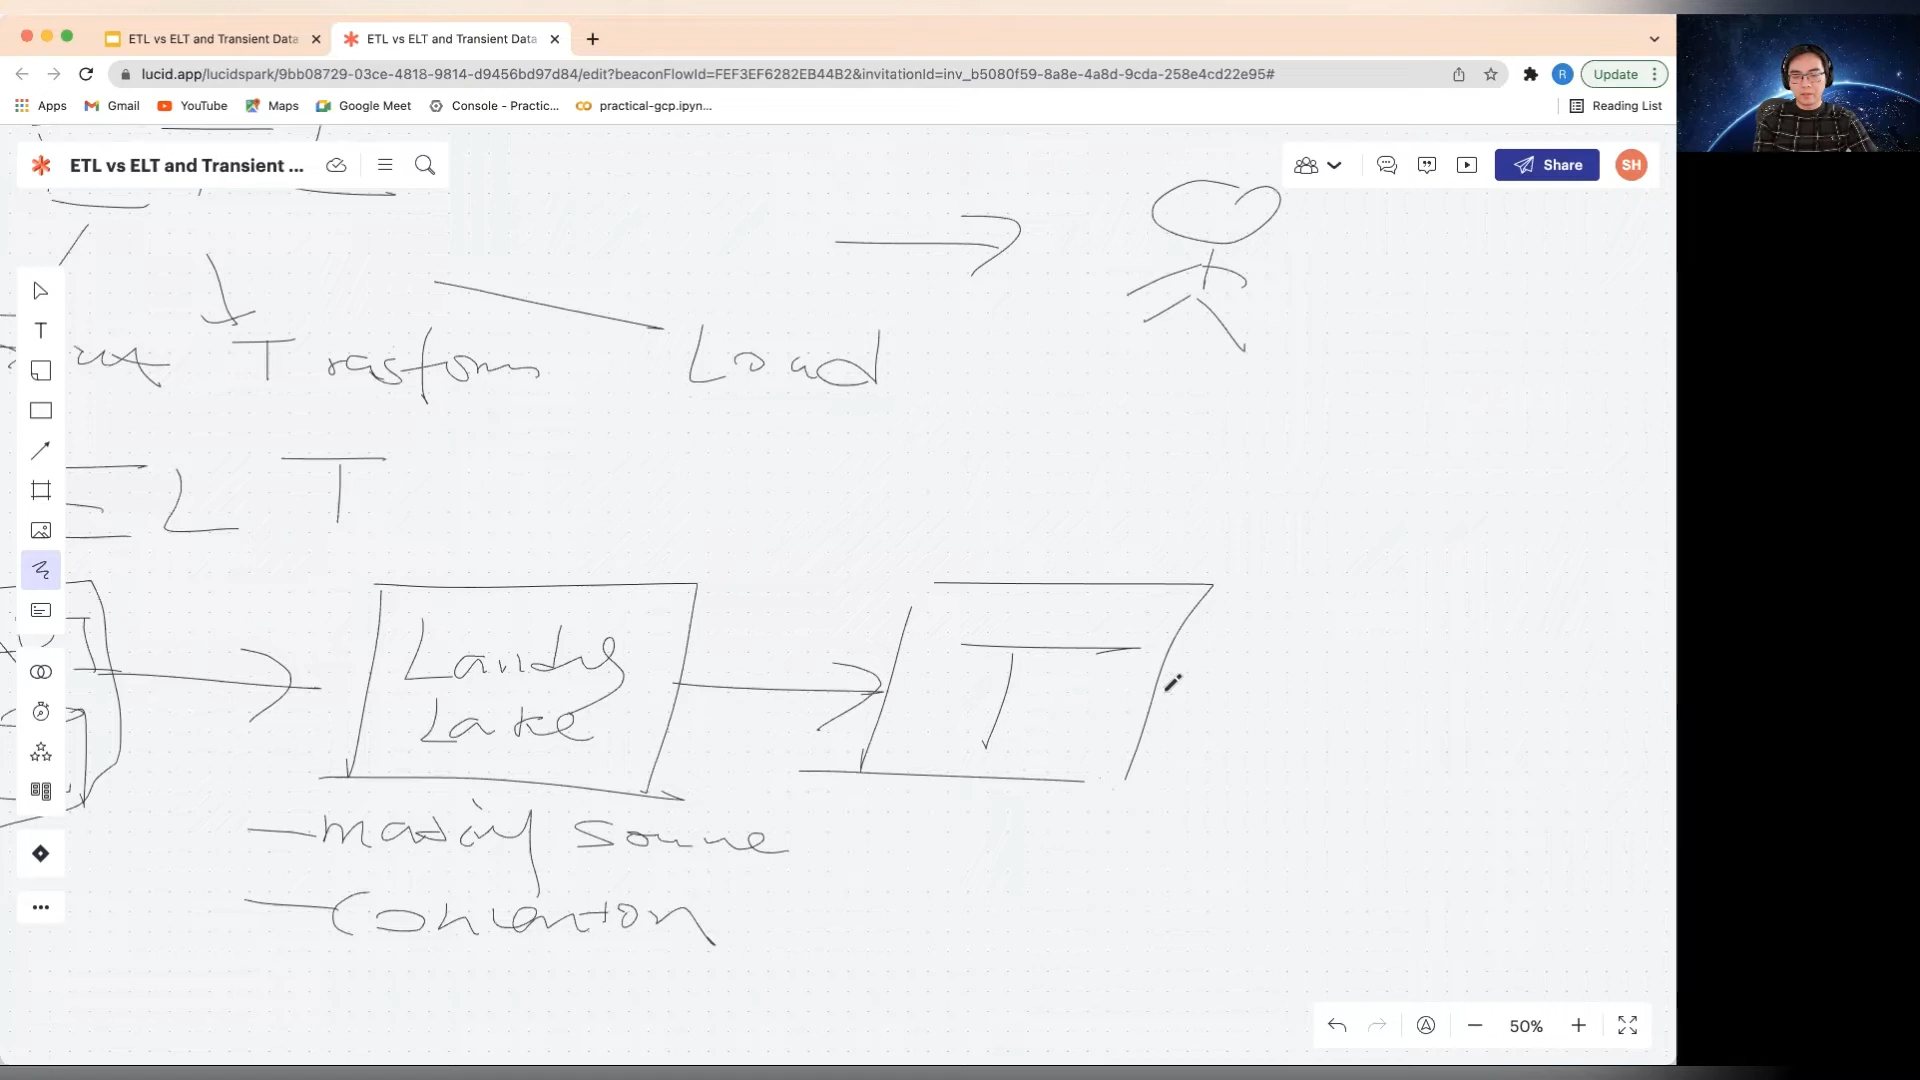 ETL vs ELT and Transient Data
ETL vs ELT and Transient Data
lucid.app/lucidspark/9bb08729-03ce-4818-9814-d9456bd97d84/edit?beaconFlowId=FEF3EF6282EB44B2&invitationId=inv_b5080f59-8a8e-4a8d-9cda-258e4cd22e95#
R
Update
Apps
Gmail
YouTube
Maps
Google Meet
Console - Practic...
practical-gcp.ipyn...
Reading List
ETL vs ELT and Transient ...
Share
SH
T
Trasform
Load
E L T
Landing
Lake
T
source
50%